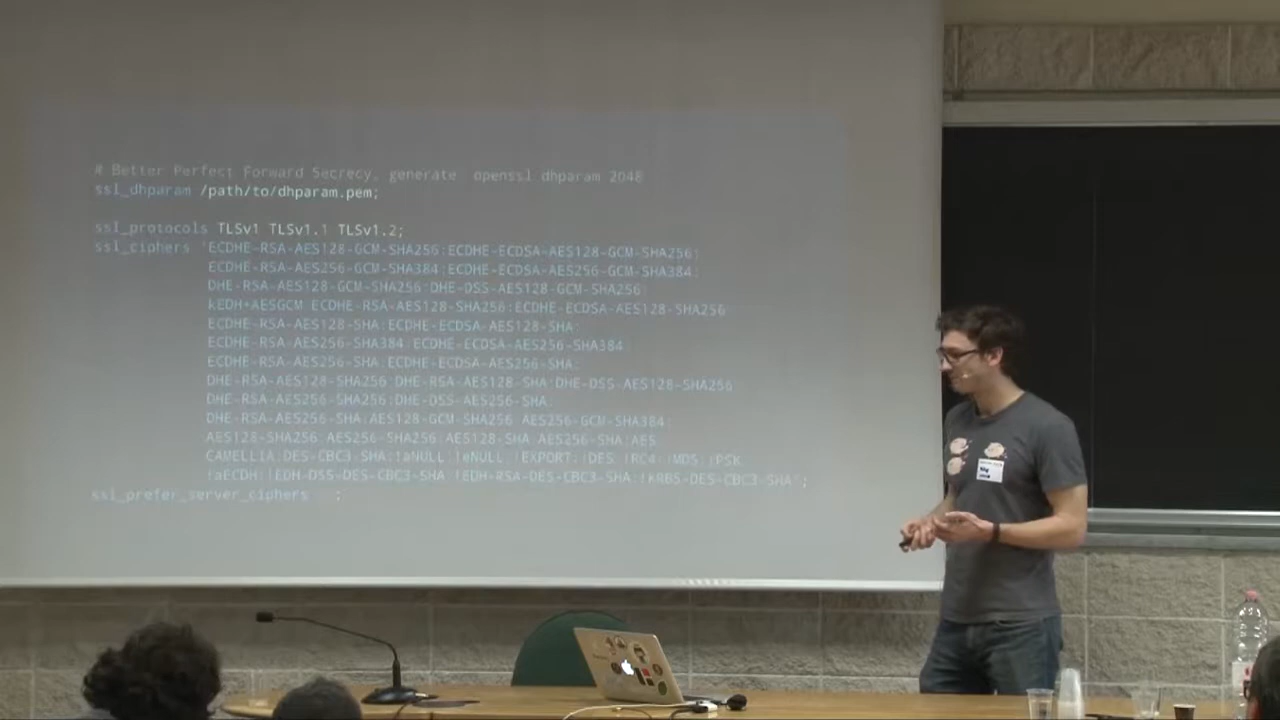 # Better Perfect Forward Secrecy, generate openssl dhparam 2048
ssl_dhparam /path/to/dhparam.pem;
ssl_protocols TLSv1 TLSv1.1 TLSv1.2;
ssl_ciphers 'ECDHE-RSA-AES128-GCM-SHA256:ECDHE-ECDSA-AES128-GCM-SHA256:
ECDHE-RSA-AES256-GCM-SHA384:ECDHE-ECDSA-AES256-GCM-SHA384:
DHE-RSA-AES128-GCM-SHA256:DHE-DSS-AES128-GCM-SHA256:
kEDH+AESGCM:ECDHE-RSA-AES128-SHA256:ECDHE-ECDSA-AES128-SHA256:
ECDHE-RSA-AES128-SHA:ECDHE-ECDSA-AES128-SHA:
ECDHE-RSA-AES256-SHA384:ECDHE-ECDSA-AES256-SHA384:
ECDHE-RSA-AES256-SHA:ECDHE-ECDSA-AES256-SHA:
DHE-RSA-AES128-SHA256:DHE-RSA-AES128-SHA:DHE-DSS-AES128-SHA256:
DHE-RSA-AES256-SHA256:DHE-DSS-AES256-SHA:
DHE-RSA-AES256-SHA:AES128-GCM-SHA256:AES256-GCM-SHA384:
AES128-SHA256:AES256-SHA256:AES128-SHA:AES256-SHA:AES:
CAMELLIA:DES-CBC3-SHA:!aNULL:!eNULL:!EXPORT:!DES:!RC4:!MD5:!PSK:
!aECDH:!EDH-DSS-DES-CBC3-SHA:!EDH-RSA-DES-CBC3-SHA:!KRB5-DES-CBC3-SHA';
ssl_prefer_server_ciphers ;